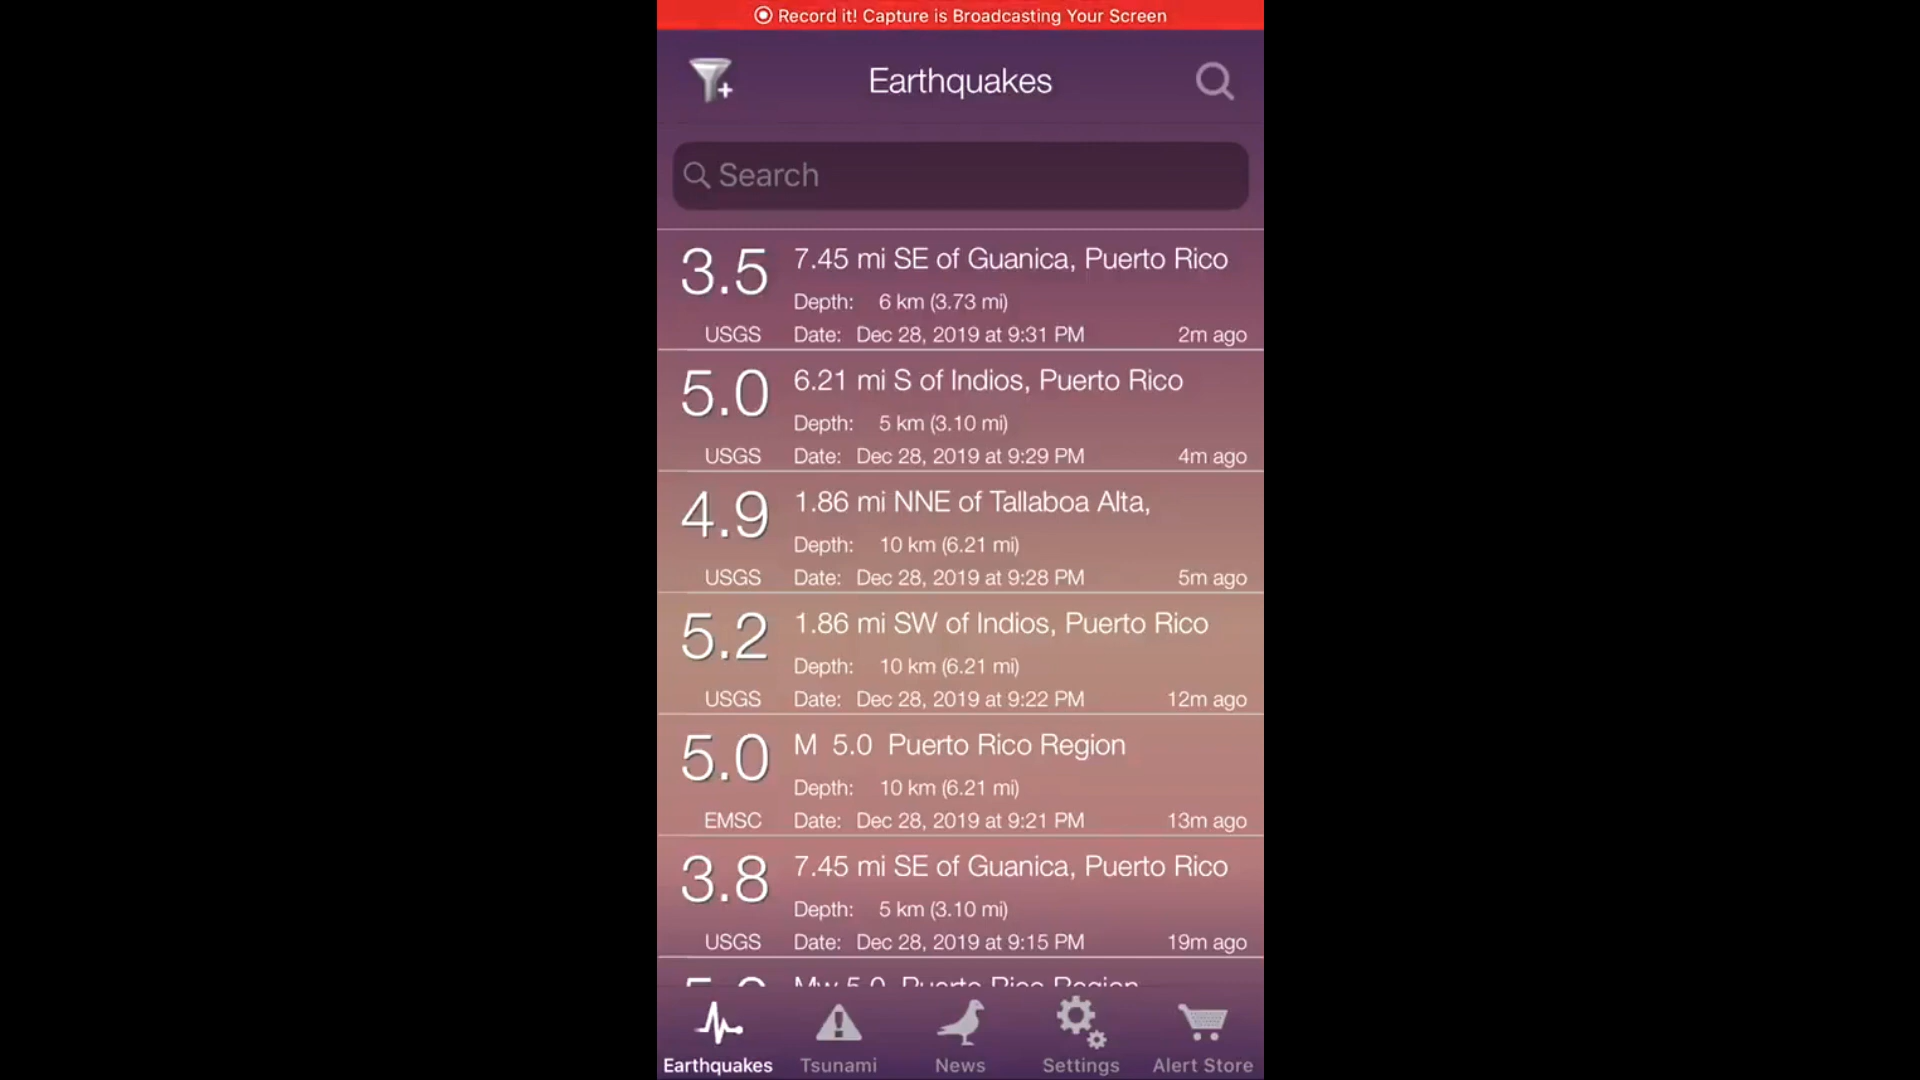 Record it! Capture is Broadcasting Your Screen
Earthquakes
Search
3.5
7.45 mi SE of Guanica, Puerto Rico
Depth: 6 km (3.73 mi)
USGS
Date: Dec 28, 2019 at 9:31 PM
2m ago
5.0
6.21 mi S of Indios, Puerto Rico
Depth: 5 km (3.10 mi)
USGS
Date: Dec 28, 2019 at 9:29 PM
4m ago
4.9
1.86 mi NNE of Tallaboa Alta,
Depth: 10 km (6.21 mi)
USGS
Date: Dec 28, 2019 at 9:28 PM
5m ago
5.2
1.86 mi SW of Indios, Puerto Rico
Depth: 10 km (6.21 mi)
USGS
Date: Dec 28, 2019 at 9:22 PM
12m ago
5.0
M 5.0 Puerto Rico Region
Depth: 10 km (6.21 mi)
EMSC
Date: Dec 28, 2019 at 9:21 PM
13m ago
3.8
7.45 mi SE of Guanica, Puerto Rico
Depth: 5 km (3.10 mi)
USGS
Date: Dec 28, 2019 at 9:15 PM
19m ago
Mw 5.0 Puerto Rico Region
Earthquakes
Tsunami
News
Settings
Alert Store